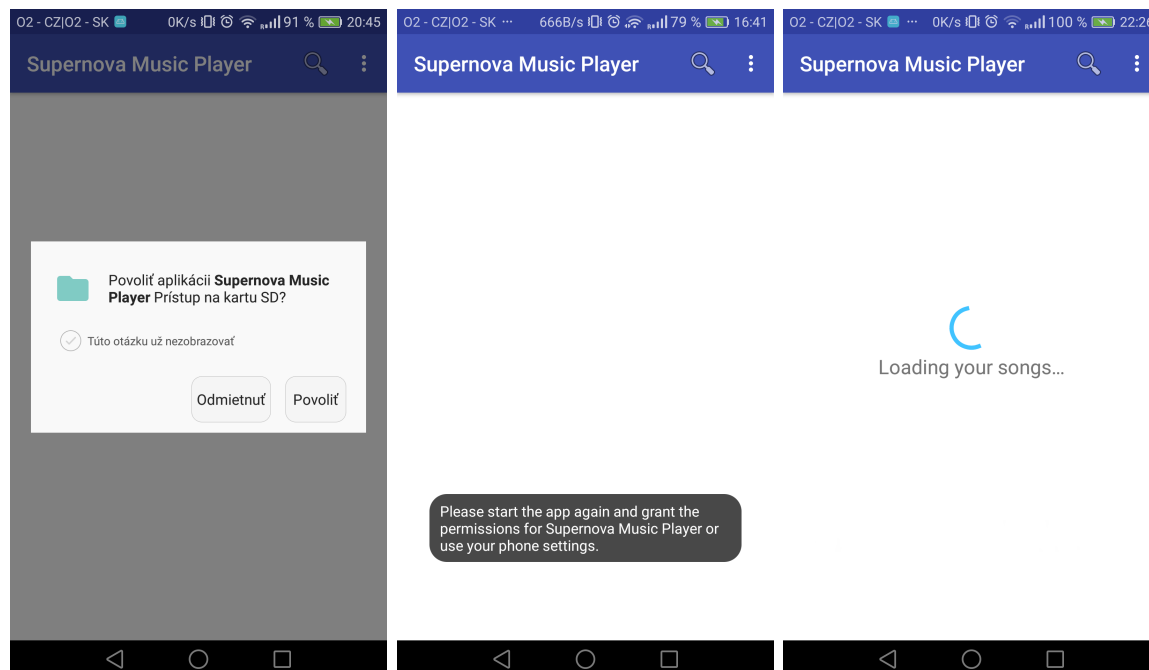 O2 - CZ|O2 - SK 0K/s 91 % 20:45
Supernova Music Player
Povoliť aplikácii Supernova Music
Player Prístup na kartu SD?
Túto otázku už nezobrazovať
Odmietnuť Povoliť
O2 - CZ|O2 - SK ··· 666B/s 79 % 16:41
Supernova Music Player
Please start the app again and grant the
permissions for Supernova Music Player or
use your phone settings.
O2 - CZ|O2 - SK ··· 0K/s 100 % 22:26
Supernova Music Player
Loading your songs...